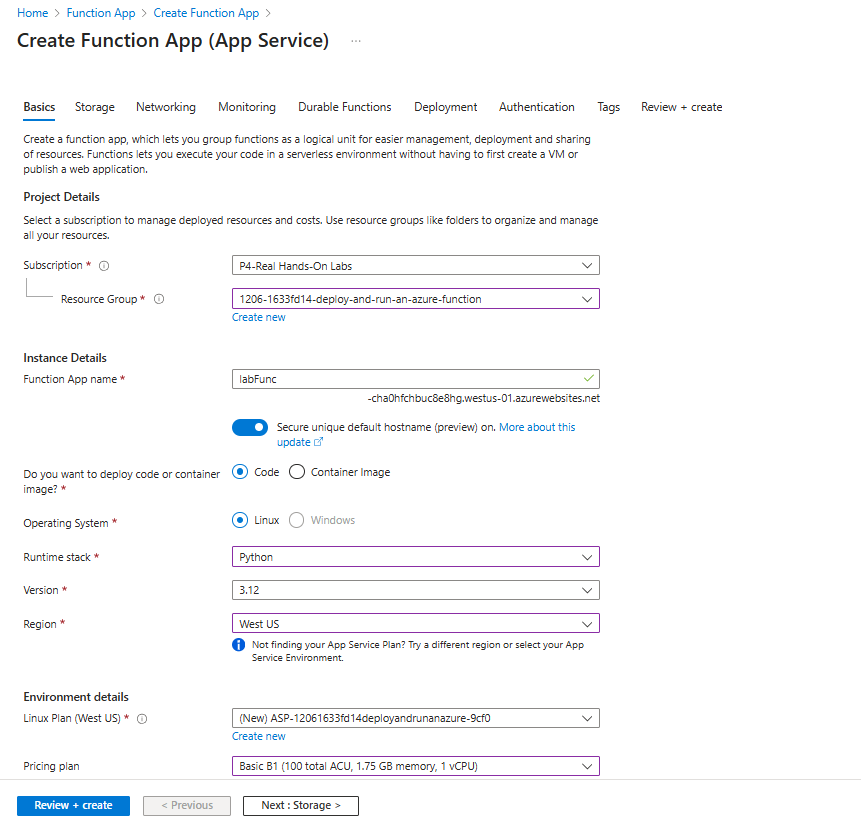 Home > Function App > Create Function App >
Create Function App (App Service) ...
Basics Storage Networking Monitoring Durable Functions Deployment Authentication Tags Review + create
Create a function app, which lets you group functions as a logical unit for easier management, deployment and sharing
of resources. Functions lets you execute your code in a serverless environment without having to first create a VM or
publish a web application.
Project Details
Select a subscription to manage deployed resources and costs. Use resource groups like folders to organize and manage
all your resources.
Subscription * P4-Real Hands-On Labs
Resource Group * 1206-1633fd14-deploy-and-run-an-azure-function
Create new
Instance Details
Function App name * labFunc
-cha0hfchbuc8e8hg.westus-01.azurewebsites.net
Secure unique default hostname (preview) on. More about this
update
Do you want to deploy code or container
image? *
Code Container Image
Operating System * Linux Windows
Runtime stack * Python
Version * 3.12
Region * West US
Not finding your App Service Plan? Try a different region or select your App
Service Environment.
Environment details
Linux Plan (West US) * (New) ASP-12061633fd14deployandrunanazure-9cf0
Create new
Pricing plan Basic B1 (100 total ACU, 1.75 GB memory, 1 vCPU)
Review + create < Previous Next : Storage >